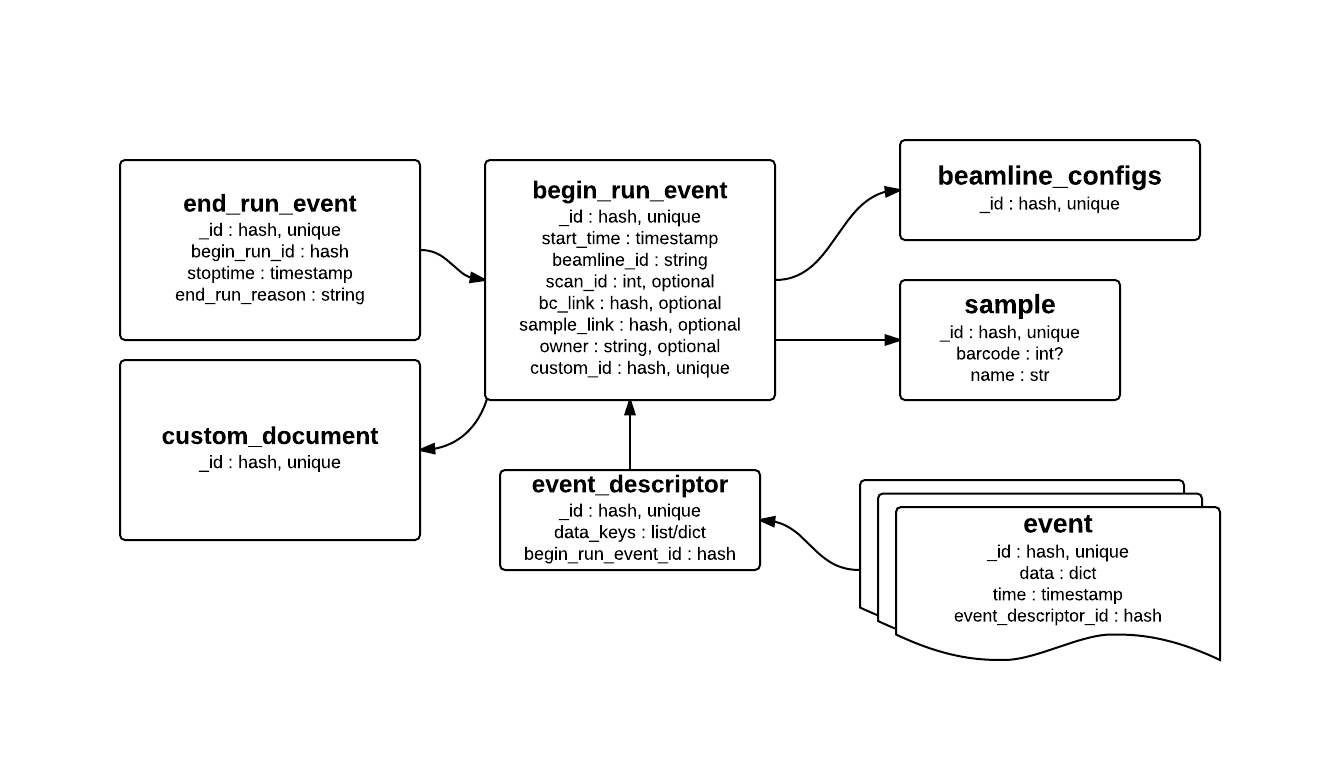 end_run_event
_id : hash, unique
begin_run_id : hash
stoptime : timestamp
end_run_reason : string
begin_run_event
_id : hash, unique
start_time : timestamp
beamline_id : string
scan_id : int, optional
bc_link : hash, optional
sample_link : hash, optional
owner : string, optional
custom_id : hash, unique
beamline_configs
_id : hash, unique
sample
_id : hash, unique
barcode : int?
name : str
custom_document
_id : hash, unique
event_descriptor
_id : hash, unique
data_keys : list/dict
begin_run_event_id : hash
event
_id : hash, unique
data : dict
time : timestamp
event_descriptor_id : hash